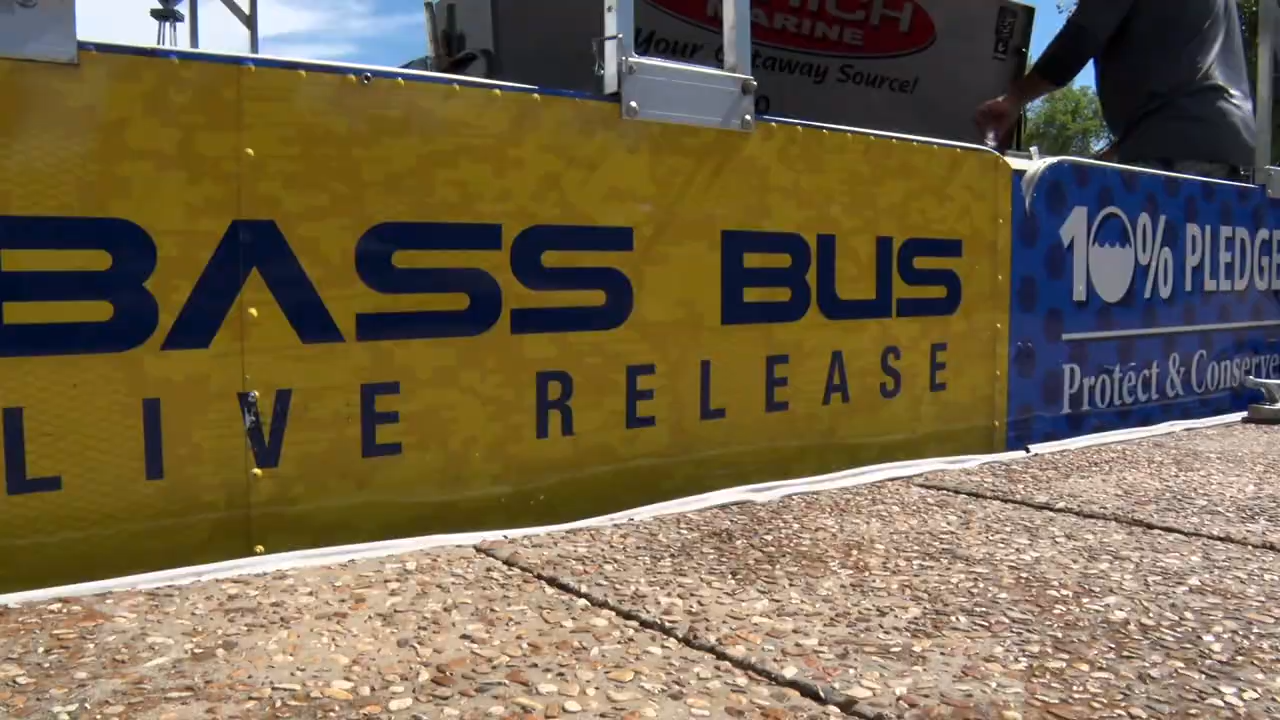 MARINE
Your Getaway Source!
BASS BUS
LIVE RELEASE
10% PLEDGE
Protect & Conserve